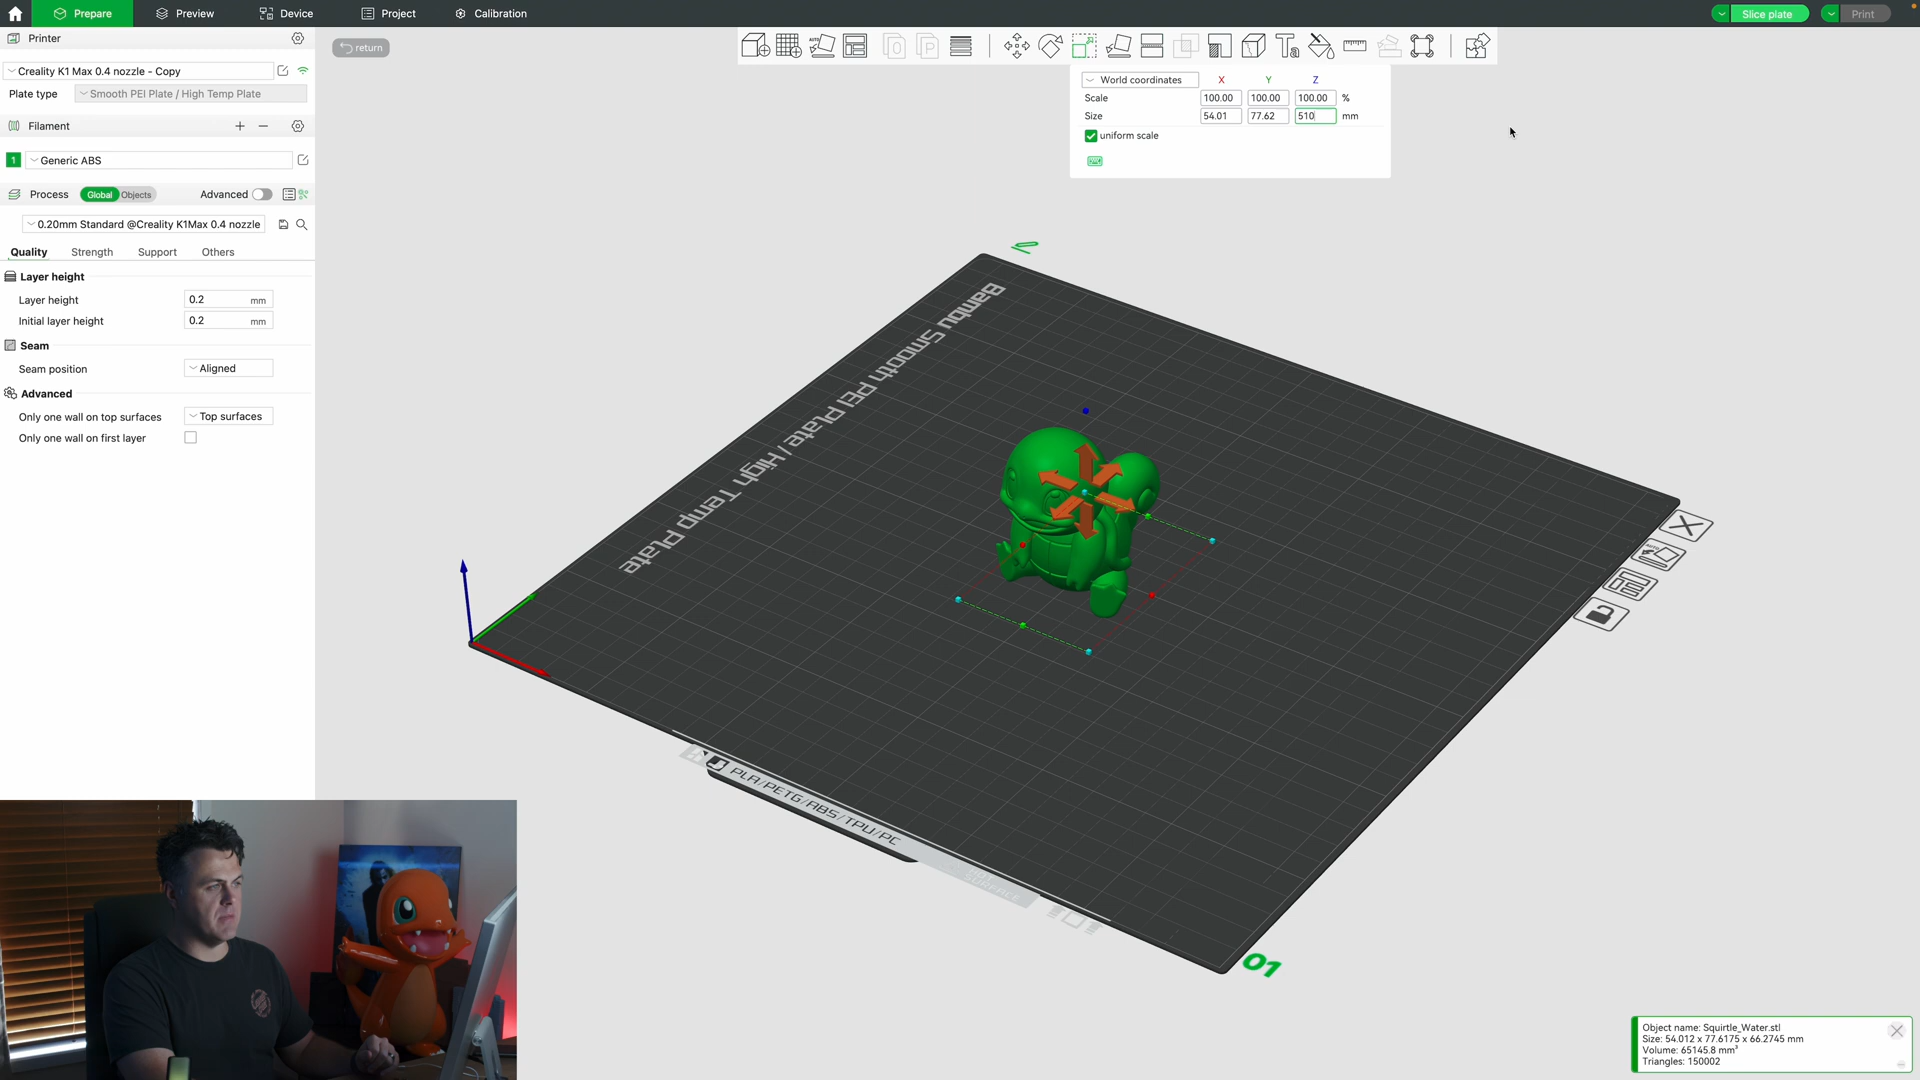 Prepare
Preview
Device
Project
Calibration
Slice plate
Print
Printer
return
Creality K1 Max 0.4 nozzle - Copy
Plate type
Smooth PEI Plate / High Temp Plate
Filament
1
Generic ABS
Process
Global
Objects
Advanced
0.20mm Standard @Creality K1Max 0.4 nozzle
Quality
Strength
Support
Others
Layer height
Layer height 0.2 mm
Initial layer height 0.2 mm
Seam
Seam position Aligned
Advanced
Only one wall on top surfaces Top surfaces
Only one wall on first layer
AUTO
O
P
Ta
World coordinates X Y Z
Scale 100.00 100.00 100.00 %
Size 54.01 77.62 510 mm
uniform scale
Bambu Smooth PEI Plate / High Temp Plate
AUTO
PLA/PETG/ABS/TPU/PC
HOT SURFACE
01
Object name: Squirtle_Water.stl
Size: 54.012 x 77.6175 x 66.2745 mm
Volume: 65145.8 mm³
Triangles: 150002